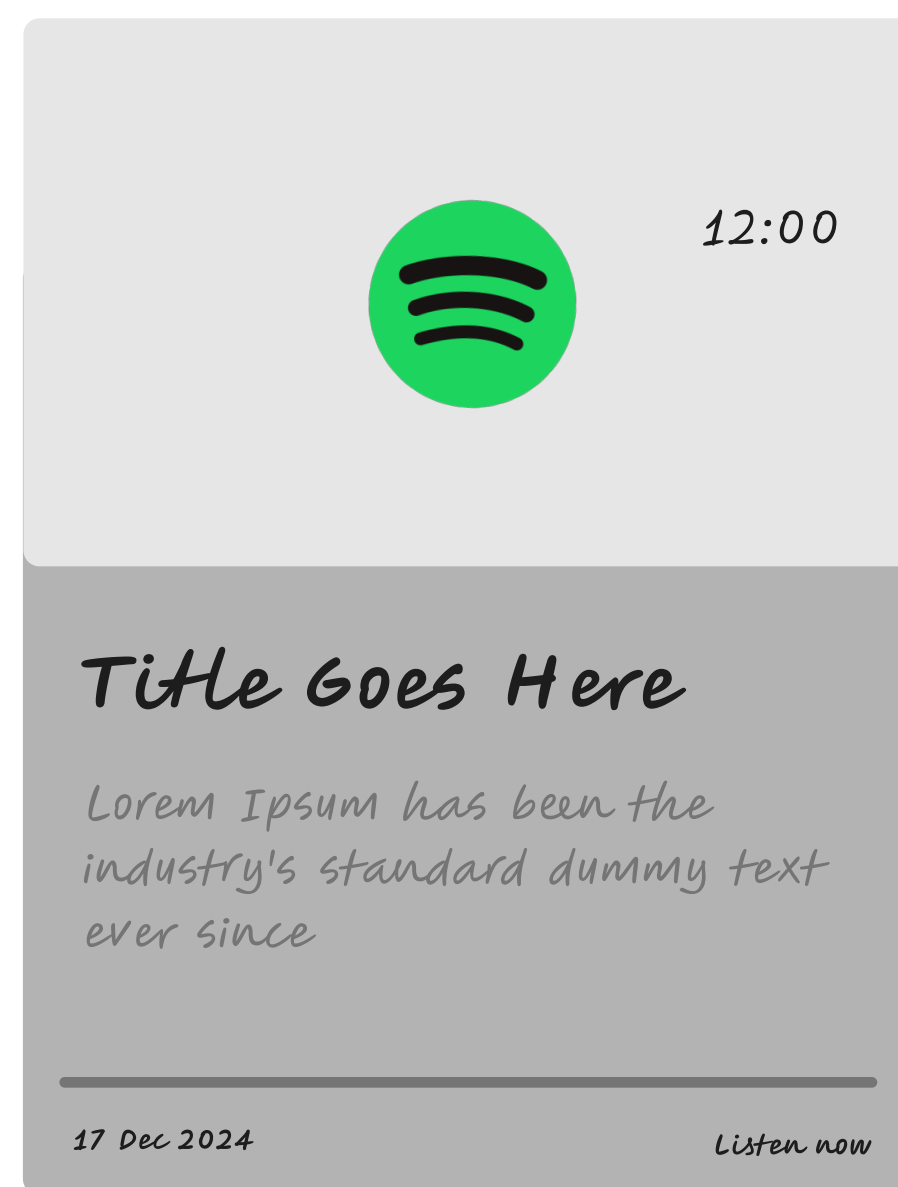 12:00
Title Goes Here
Lorem Ipsum has been the
industry's standard dummy text
ever since
17 Dec 2024
Listen now